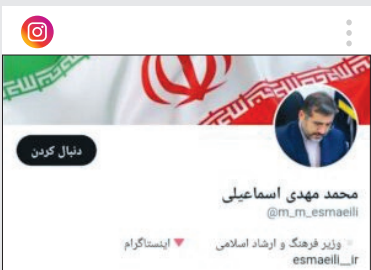 دنبال کردن
محمد مهدی اسماعیلی
@m_m_esmaeili
وزیر فرهنگ و ارشاد اسلامی اینستاگرام
esmaeili__ir